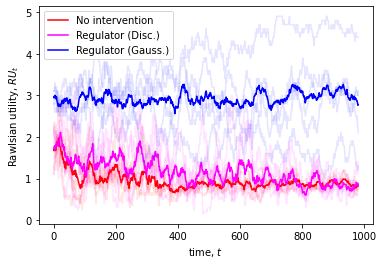 5
4
3
2
1
0
Rawlsian utility, RU_t
No intervention
Regulator (Disc.)
Regulator (Gauss.)
0
200
400
600
800
1000
time, t